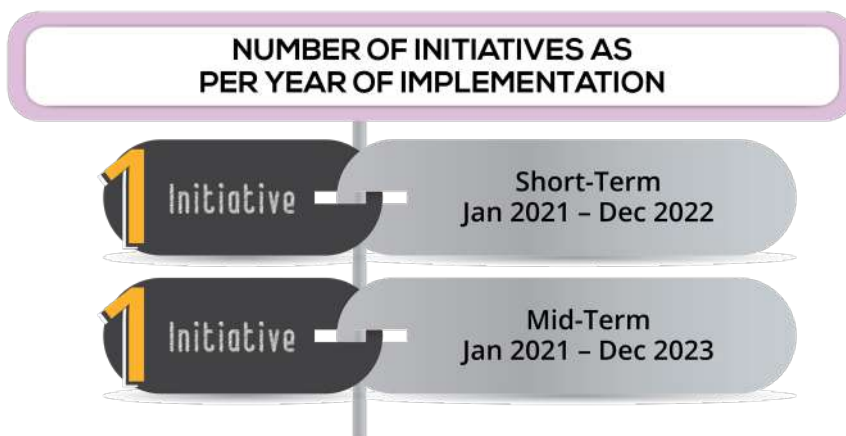 NUMBER OF INITIATIVES AS
PER YEAR OF IMPLEMENTATION
1 Initiative
Short-Term
Jan 2021 – Dec 2022
1 Initiative
Mid-Term
Jan 2021 – Dec 2023